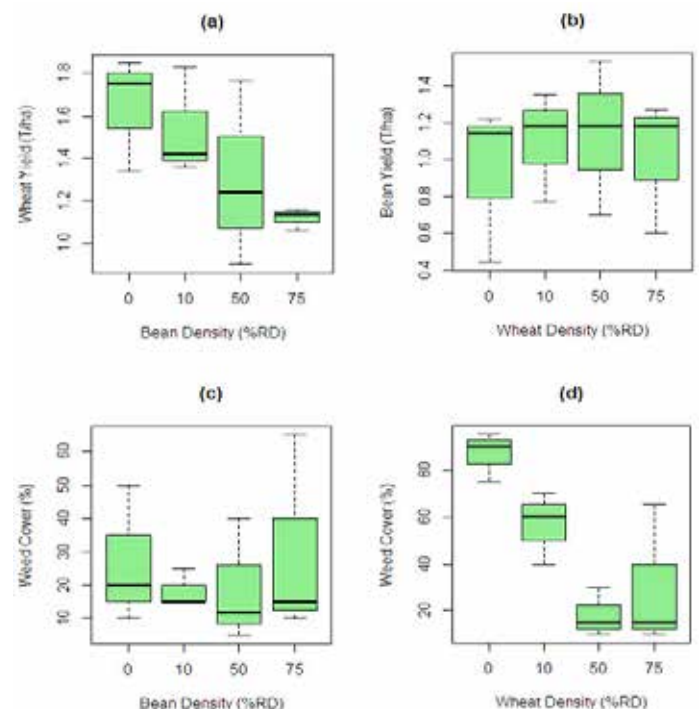 (a)
Wheat Yield (T/ha)
1.8
1.6
1.4
1.2
1.0
0 10 50 75
Bean Density (%RD)
(b)
Bean Yield (T/ha)
1.4
1.2
1.0
0.8
0.6
0.4
0 10 50 75
Wheat Density (%RD)
(c)
Weed Cover (%)
60
50
40
30
20
10
0 10 50 75
Bean Density (%RD)
(d)
Weed Cover (%)
80
60
40
20
0 10 50 75
Wheat Density (%RD)